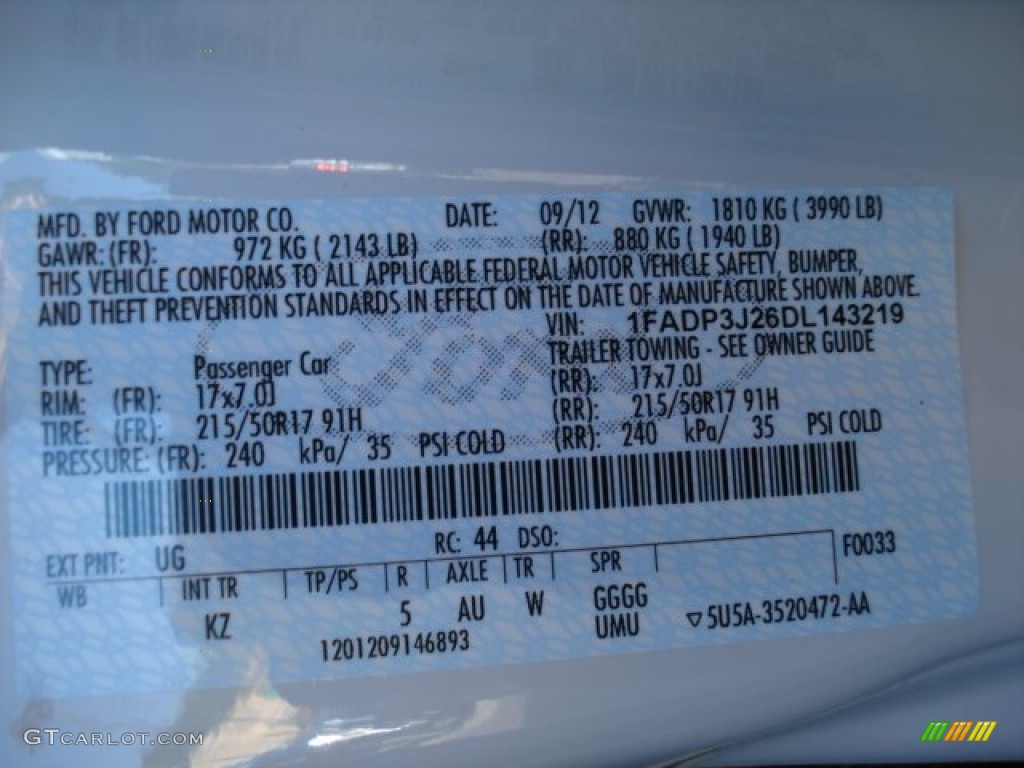 MFD. BY FORD MOTOR CO. DATE: 09/12 GVWR: 1810 KG ( 3990 LB)
GAWR: (FR): 972 KG ( 2143 LB) (RR): 880 KG ( 1940 LB)
THIS VEHICLE CONFORMS TO ALL APPLICABLE FEDERAL MOTOR VEHICLE SAFETY, BUMPER,
AND THEFT PREVENTION STANDARDS IN EFFECT ON THE DATE OF MANUFACTURE SHOWN ABOVE.
VIN: 1FADP3J26DL143219
TYPE: Passenger Car TRAILER TOWING - SEE OWNER GUIDE
RIM: (FR): 17x7.0J (RR): 17x7.0J
TIRE: (FR): 215/50R17 91H (RR): 215/50R17 91H
PRESSURE: (FR): 240 kPa/ 35 PSI COLD (RR): 240 kPa/ 35 PSI COLD
EXT PNT: UG RC: 44 DSO:
WB INT TR TP/PS R AXLE TR SPR F0033
KZ 5 AU W GGGG
UMU ▽5U5A-3520472-AA
1201209146893
GTCARLOT.COM